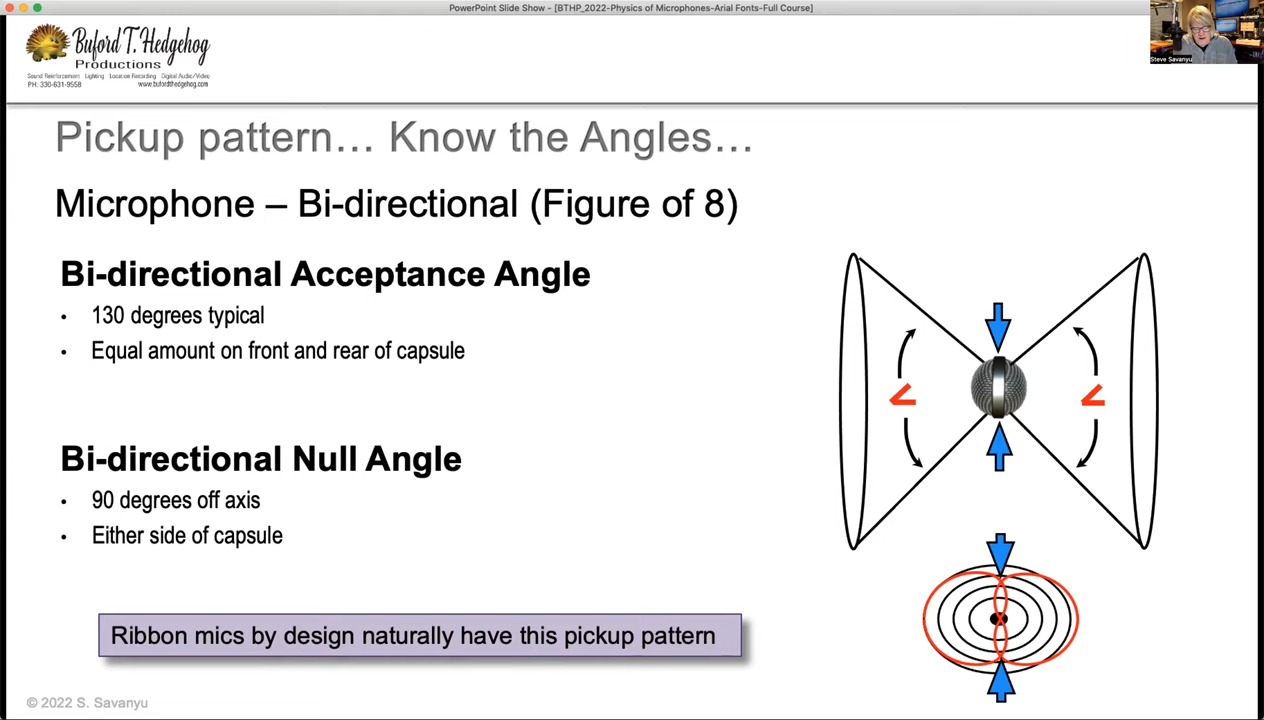 PowerPoint Slide Show - [BTHP_2022-Physics of Microphones-Arial Fonts-Full Course]
Buford T. Hedgehog
Productions
Sound Reinforcement Lighting Location Recording Digital Audio/Video
PH: 330-631-9558 www.bufordthedgehog.com
Steve Savanyu
Pickup pattern… Know the Angles…
Microphone – Bi-directional (Figure of 8)
Bi-directional Acceptance Angle
• 130 degrees typical
• Equal amount on front and rear of capsule
Bi-directional Null Angle
• 90 degrees off axis
• Either side of capsule
Ribbon mics by design naturally have this pickup pattern
© 2022 S. Savanyu